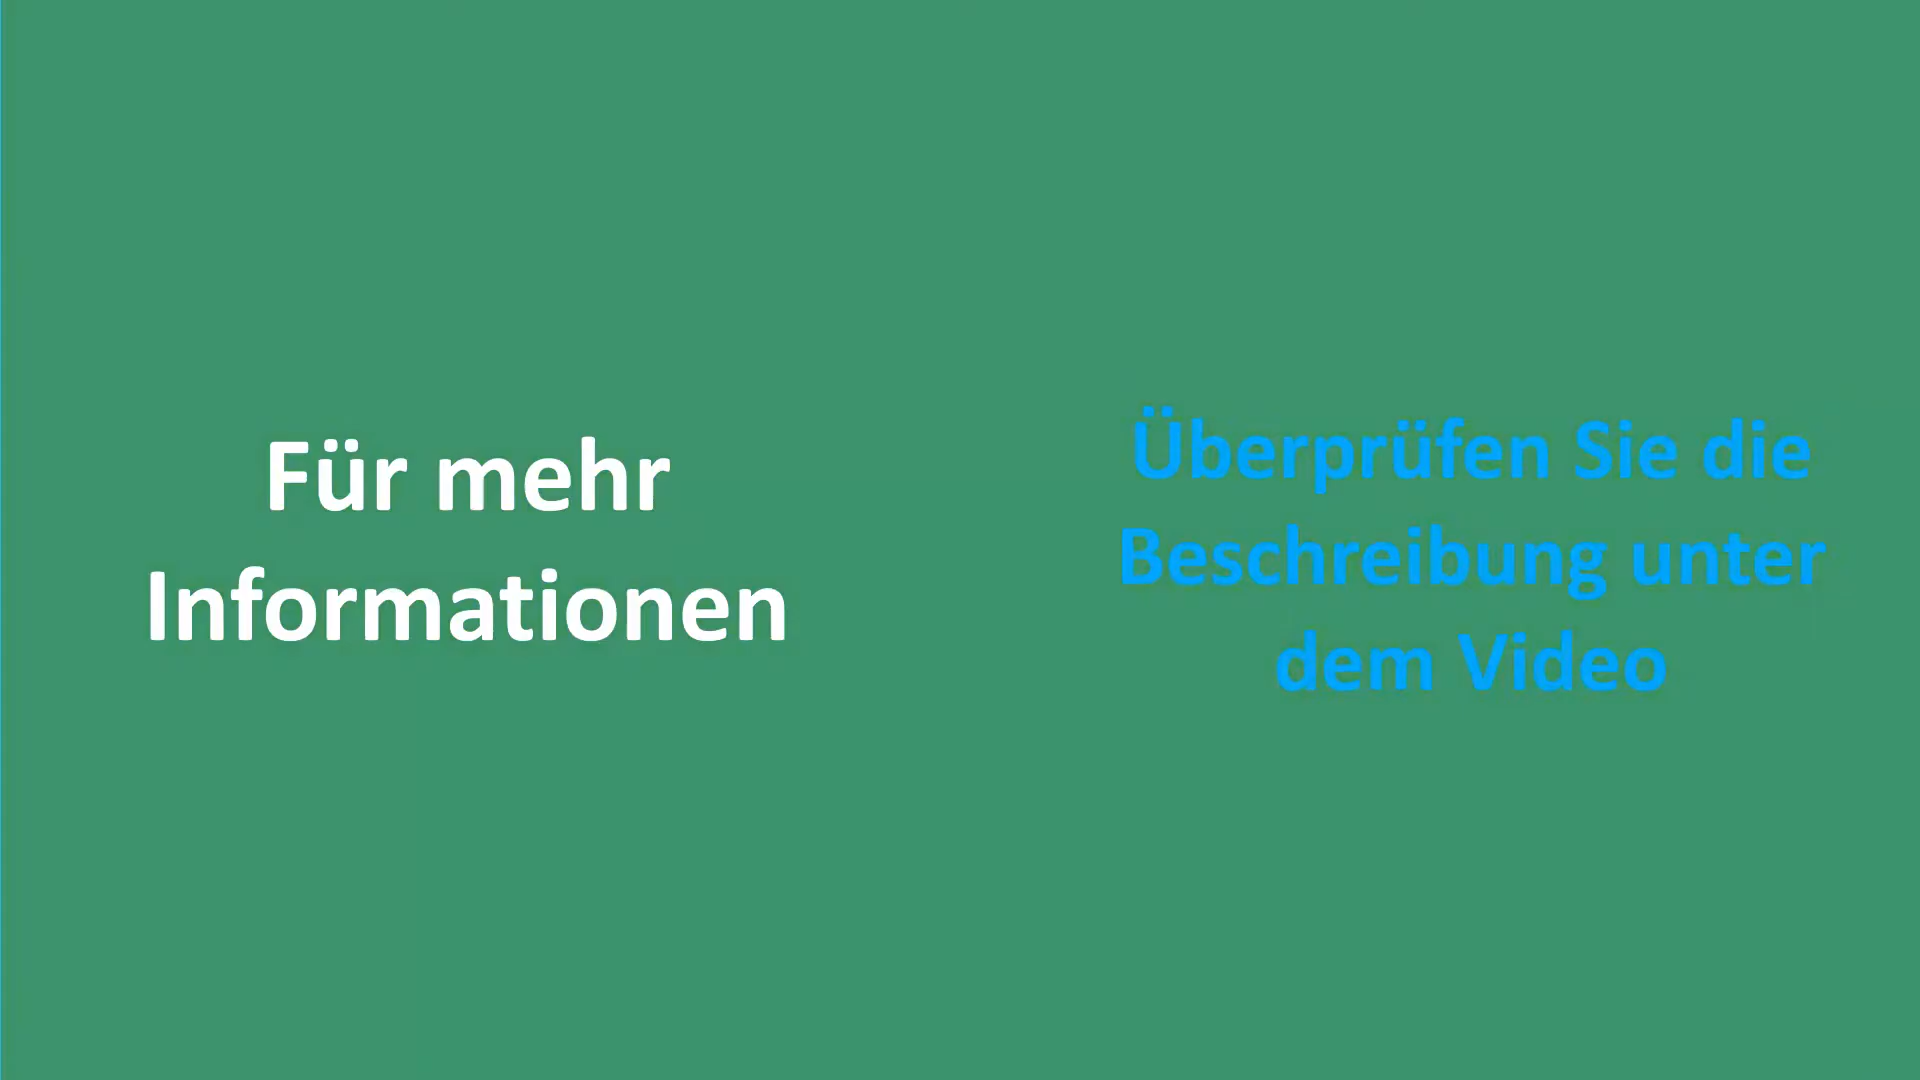 Für mehr
Informationen
Überprüfen Sie die
Beschreibung unter
dem Video